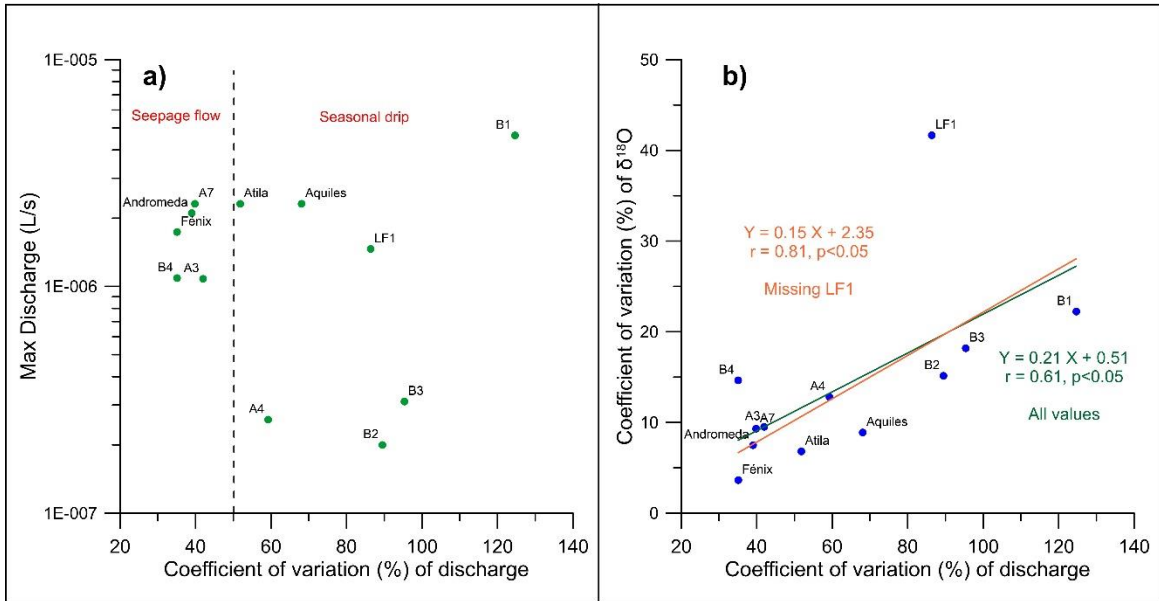 a)
Seepage flow
Seasonal drip
B1
A7
Atila
Aquiles
Andromeda
Fénix
LF1
B4
A3
B3
A4
B2
1E-005
1E-006
1E-007
Max Discharge (L/s)
20 40 60 80 100 120 140
Coefficient of variation (%) of discharge
b)
LF1
Y = 0.15 X + 2.35
r = 0.81, p<0.05
Missing LF1
B1
B3
Y = 0.21 X + 0.51
r = 0.61, p<0.05
All values
B4
A4
B2
A3
A7
Andromeda
Aquiles
Atila
Fénix
50
40
30
20
10
0
Coefficient of variation (%) of δ¹⁸O
20 40 60 80 100 120 140
Coefficient of variation (%) of discharge